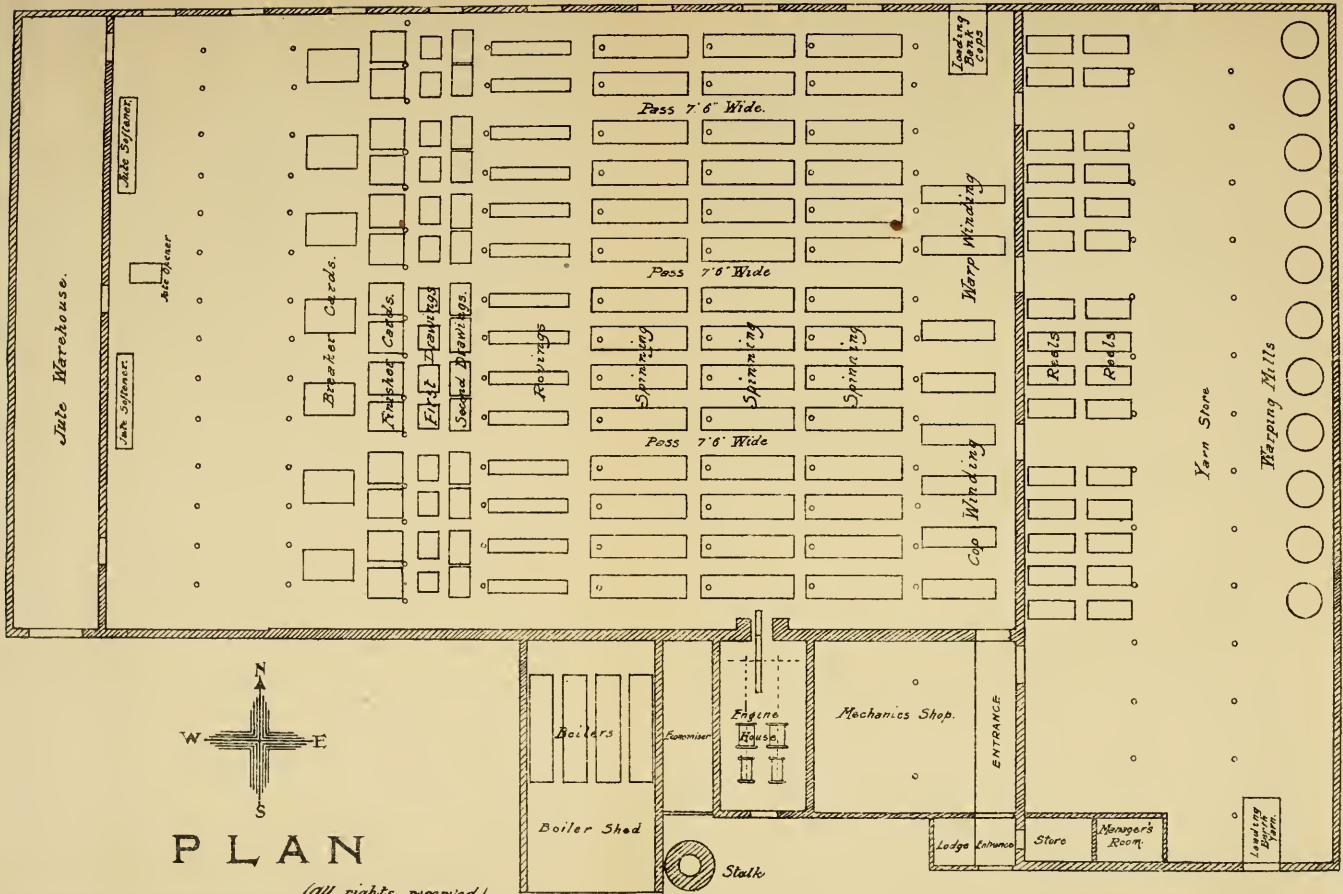 Jute Warehouse.
Jute Softener.
Jute Opener
Jute Softener.
Breaker Cards.
Finisher Cards.
First Drawings
Second Drawings.
Rovings
Pass 7'6" Wide.
Pass 7'6" Wide
Pass 7'6" Wide
Spinning
Spinning
Spinning
Loading
Bank
Cops
Warp Winding
Cop Winding
Reels
Reels
Yarn Store
Warping Mills
Boilers
Boiler Shed
Economiser
Engine
House
Mechanics Shop.
ENTRANCE
Lodge
Entrance
Store
Manager's
Room.
Loading
Yarn.
Stalk
N
W
E
S
PLAN
(All rights reserved)